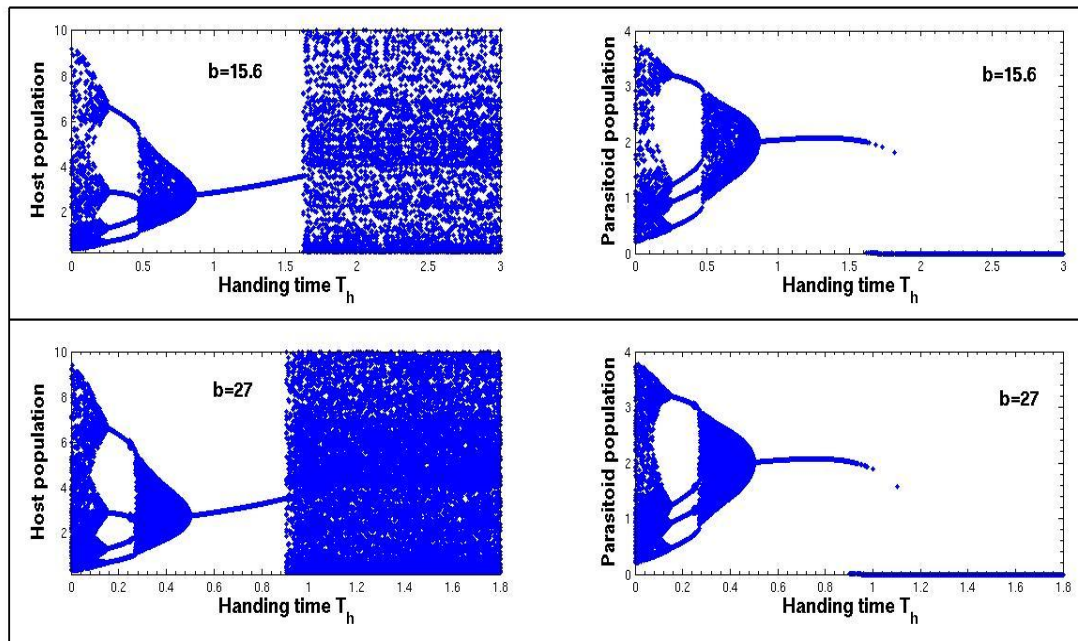 10
8
6
4
2
Host population
b=15.6
0 0.5 1 1.5 2 2.5 3
Handing time T_h
4
3
2
1
0
Parasitoid population
b=15.6
0 0.5 1 1.5 2 2.5 3
Handing time T_h
10
8
6
4
2
Host population
b=27
0 0.2 0.4 0.6 0.8 1 1.2 1.4 1.6 1.8
Handing time T_h
4
3
2
1
0
Parasitoid population
b=27
0 0.2 0.4 0.6 0.8 1.0 1.2 1.4 1.6 1.8
Handing time T_h